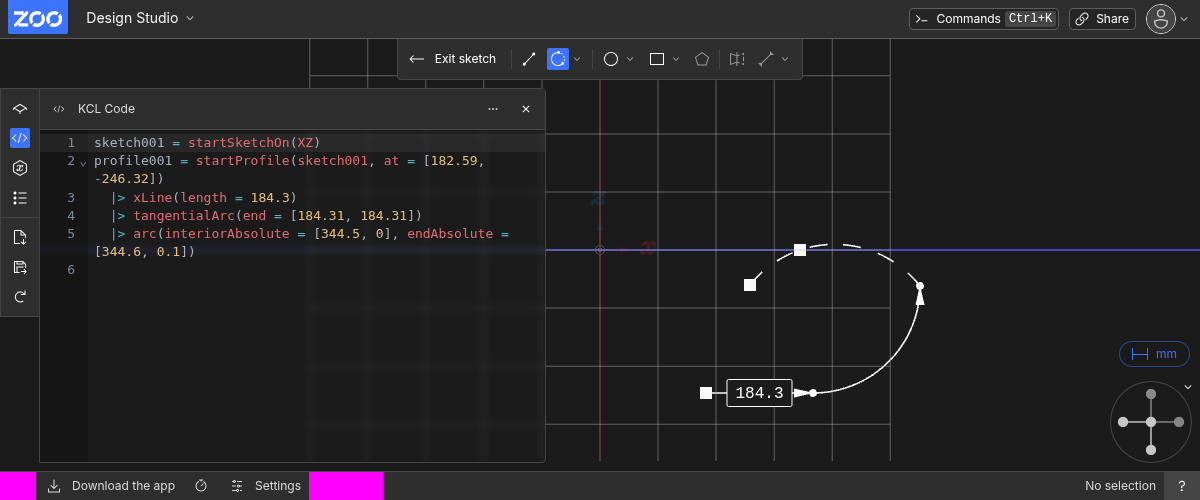 ZOO Design Studio Commands Ctrl+K Share
Exit sketch
KCL Code
1 sketch001 = startSketchOn(XZ)
2 profile001 = startProfile(sketch001, at = [182.59,
-246.32])
3 |> xLine(length = 184.3)
4 |> tangentialArc(end = [184.31, 184.31])
5 |> arc(interiorAbsolute = [344.5, 0], endAbsolute =
[344.6, 0.1])
6
z
x
184.3
mm
Download the app Settings No selection ?